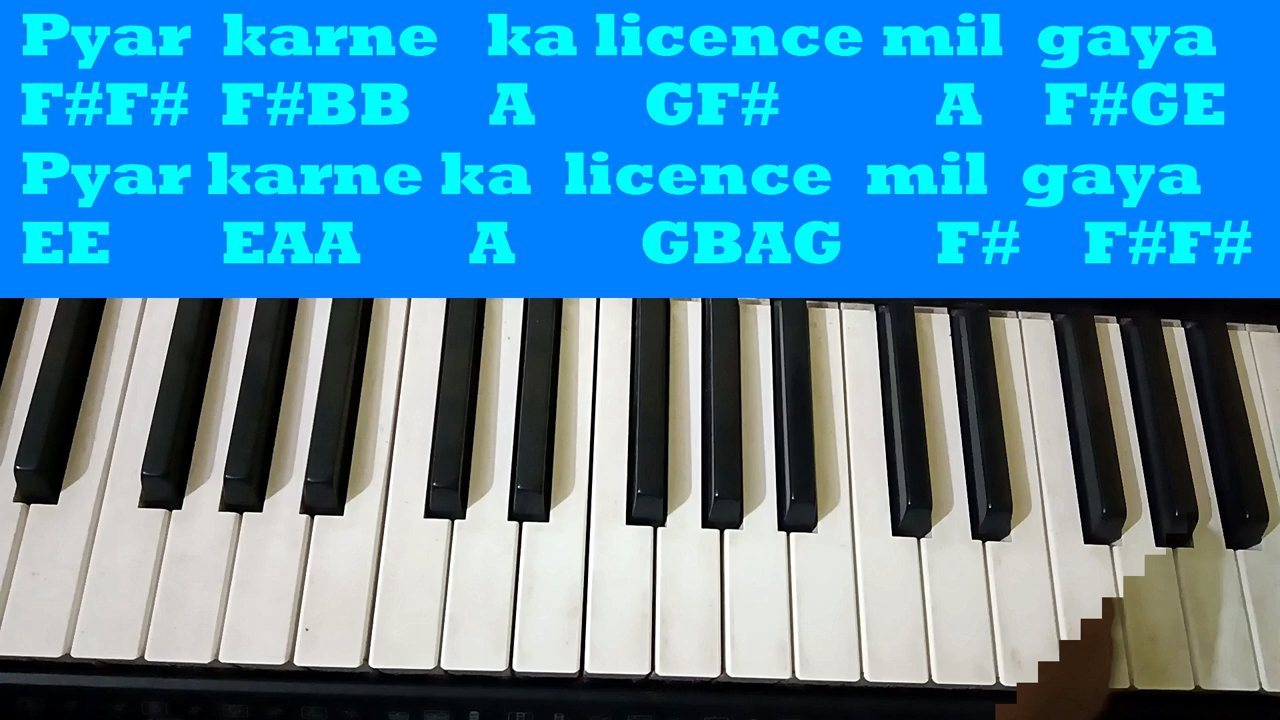 Pyar karne ka licence mil gaya
F#F# F#BB A GF# A F#GE
Pyar karne ka licence mil gaya
EE EAA A GBAG F# F#F#